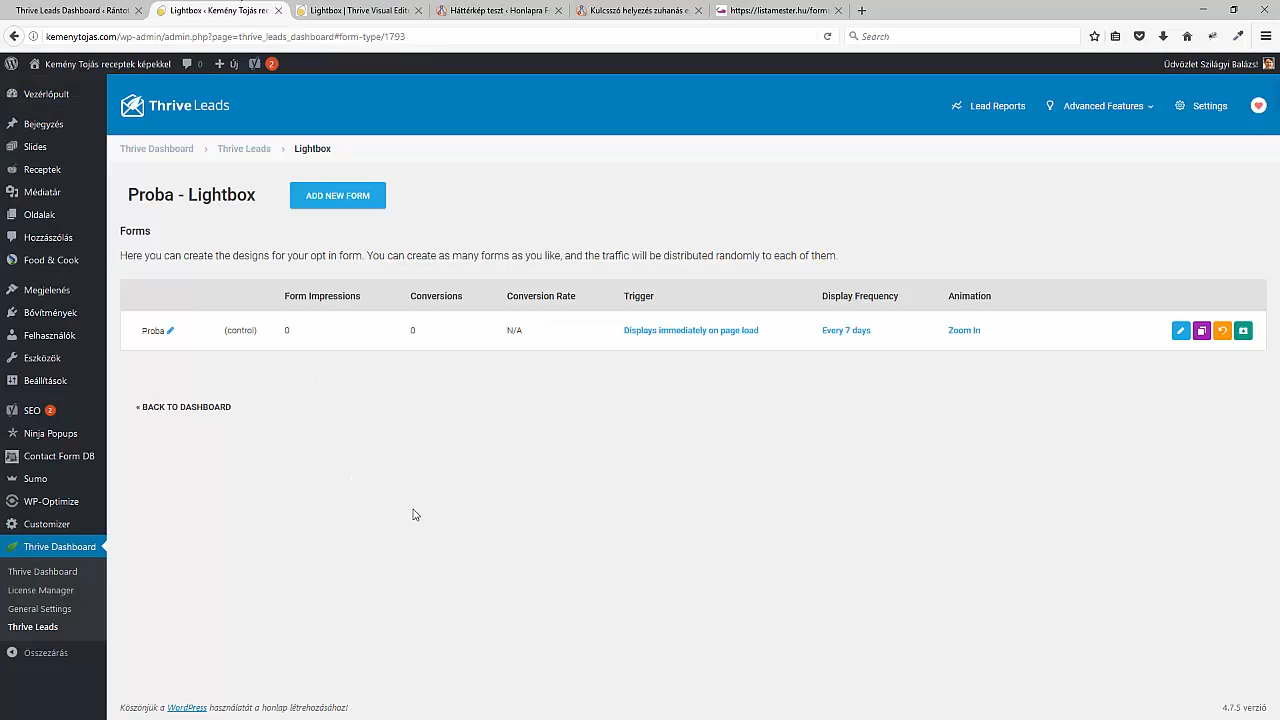 Thrive Leads Dashboard ‹ Rántot
Lightbox ‹ Kemény Tojás rec
Lightbox | Thrive Visual Edit
Háttérkép teszt ‹ Honlapra F
Kulcsszó helyezés zuhanás e
https://listamester.hu/form
kemenytojas.com/wp-admin/admin.php?page=thrive_leads_dashboard#form-type/1793
Search
Kemény Tojás receptek képekkel
0
Új
2
Üdvözlet Szilágyi Balázs!
Vezérlőpult
Bejegyzés
Slides
Receptek
Médiatár
Oldalak
Hozzászólás
Food & Cook
Megjelenés
Bővítmények
Felhasználók
Eszközök
Beállítások
SEO 2
Ninja Popups
Contact Form DB
Sumo
WP-Optimize
Customizer
Thrive Dashboard
Thrive Dashboard
License Manager
General Settings
Thrive Leads
Összezárás
Thrive Leads
Lead Reports
Advanced Features
Settings
Thrive Dashboard › Thrive Leads › Lightbox
Proba - Lightbox
ADD NEW FORM
Forms
Here you can create the designs for your opt in form. You can create as many forms as you like, and the traffic will be distributed randomly to each of them.
Form Impressions Conversions Conversion Rate Trigger Display Frequency Animation
Proba (control) 0 0 N/A Displays immediately on page load Every 7 days Zoom In
« BACK TO DASHBOARD
Köszönjük a WordPress használatát a honlap létrehozásához!
4.7.5 verzió